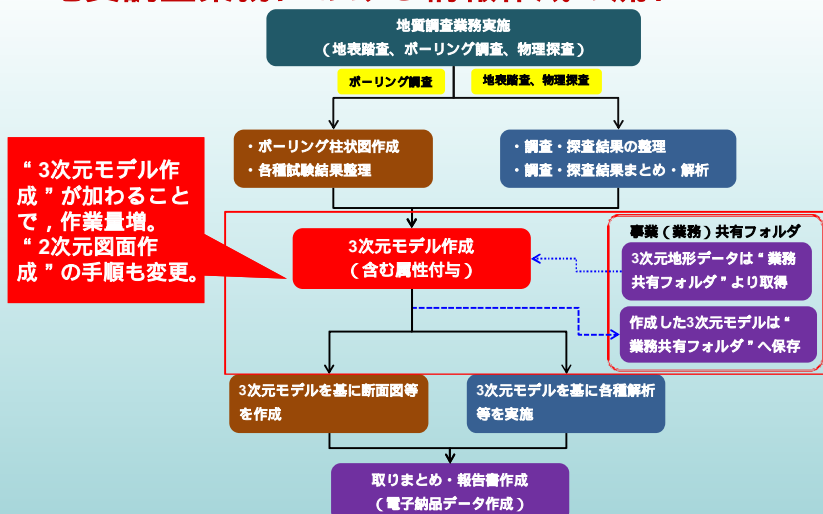 地質調査業務実施
（地表踏査、ボーリング調査、物理探査）
ボーリング調査
地表踏査、物理探査
・ボーリング柱状図作成
・各種試験結果整理
・調査・探査結果の整理
・調査・探査結果まとめ・解析
“３次元モデル作
成”が加わること
で，作業量増。
“２次元図面作
成”の手順も変更。
3次元モデル作成
（含む属性付与）
事業（業務）共有フォルダ
3次元地形データは“業務
共有フォルダ”より取得
作成した3次元モデルは“
業務共有フォルダ”へ保存
3次元モデルを基に断面図等
を作成
3次元モデルを基に各種解析
等を実施
取りまとめ・報告書作成
（電子納品データ作成）